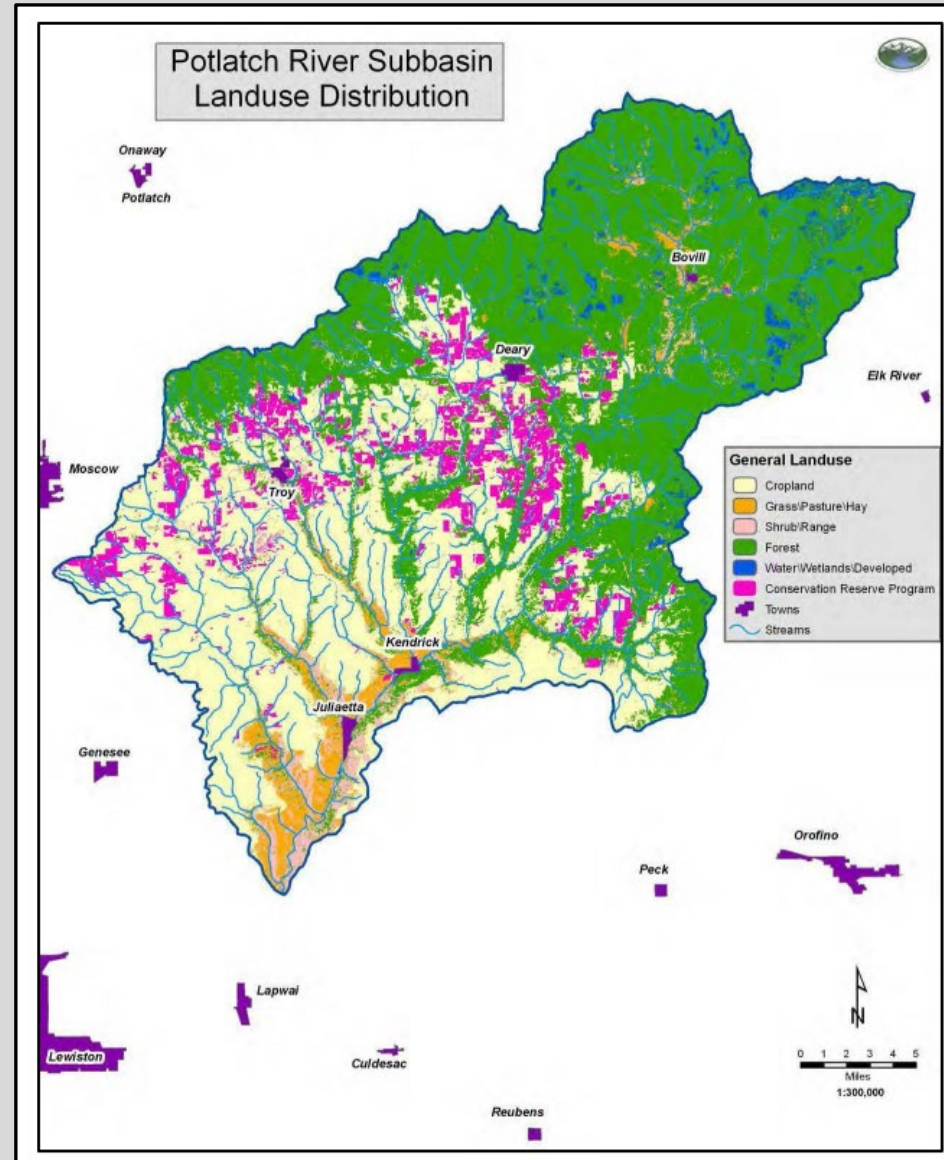 Potlatch River Subbasin
Landuse Distribution
Onaway
Potlatch
Bovill
Deary
Elk River
Moscow
Troy
General Landuse
Cropland
Grass\Pasture\Hay
Shrub\Range
Forest
Water\Wetlands\Developed
Conservation Reserve Program
Towns
Streams
Kendrick
Juliaetta
Genesee
Orofino
Peck
Lapwai
N
Lewiston
Culdesac
0 1 2 3 4 5
Miles
1:300,000
Reubens